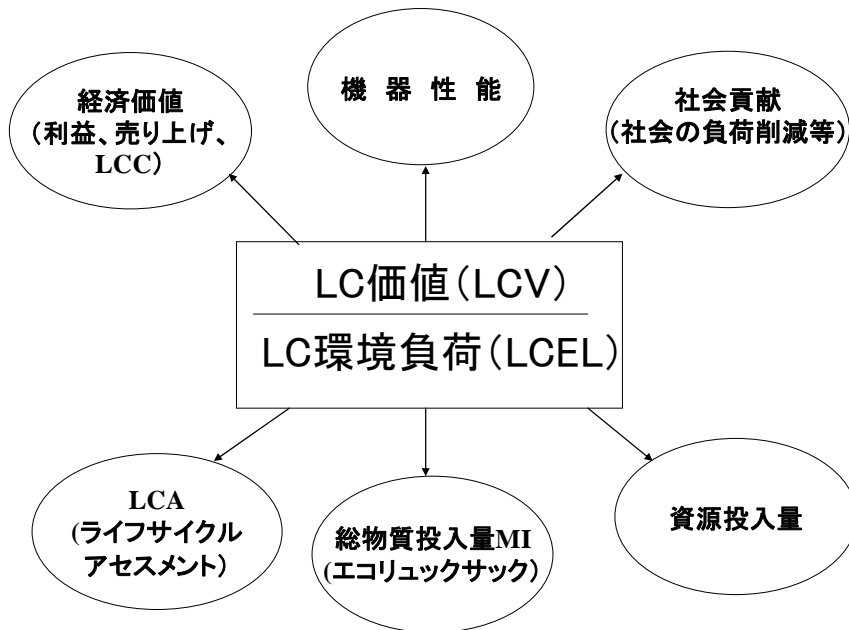 経済価値
（利益、売り上げ、
LCC）
機 器 性 能
社会貢献
（社会の負荷削減等）
LC価値（LCV）
LC環境負荷（LCEL）
LCA
(ライフサイクル
アセスメント）
総物質投入量MI
(エコリュックサック）
資源投入量